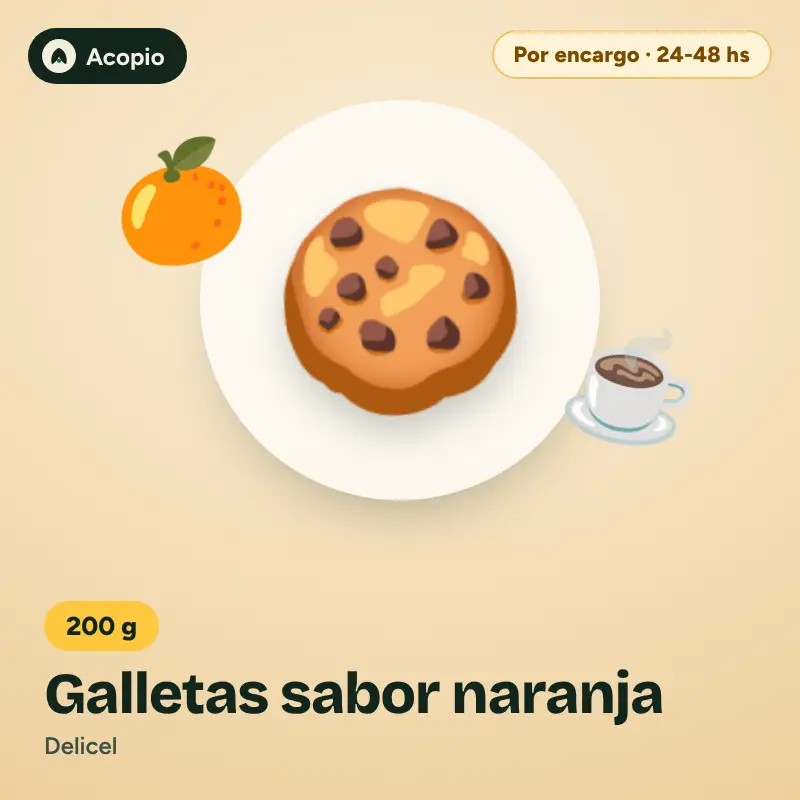 Acopio
Por encargo · 24-48 hs
200 g
Galletas sabor naranja
Delicel